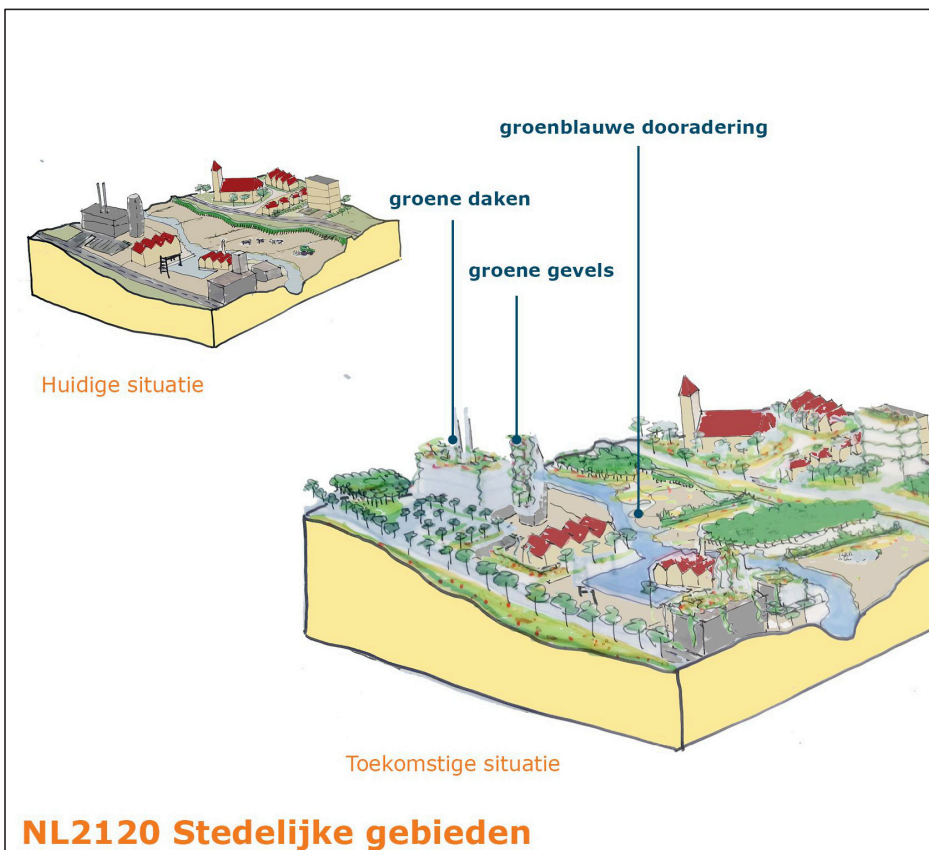 groenblauwe dooradering
groene daken
groene gevels
Huidige situatie
Toekomstige situatie
NL2120 Stedelijke gebieden